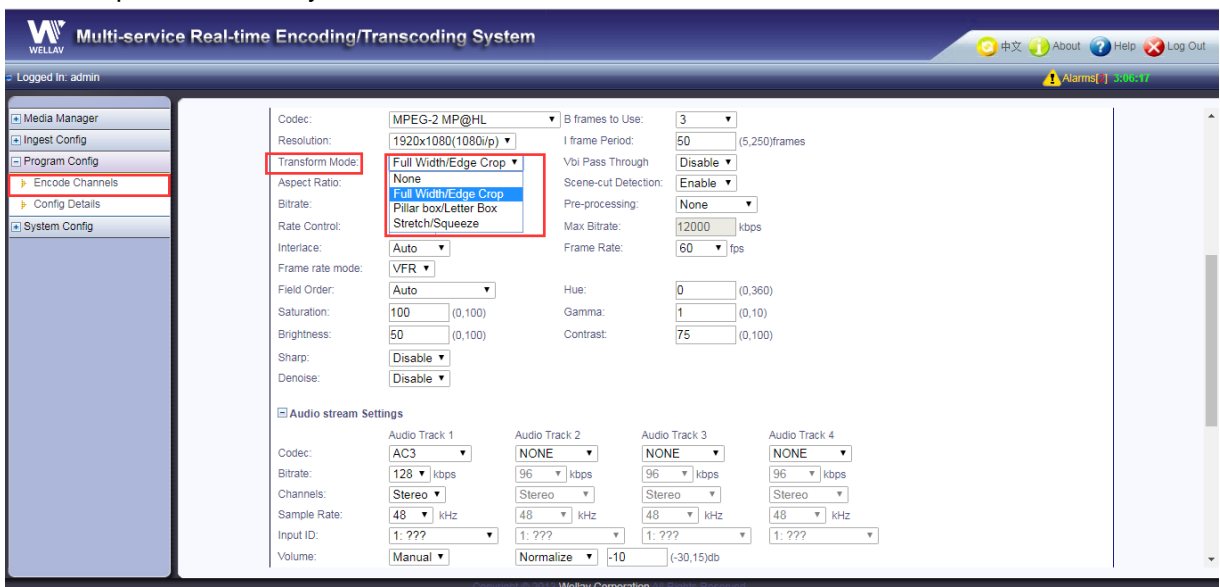 WELLAV Multi-service Real-time Encoding/Transcoding System
中文 About Help Log Out
Logged In: admin Alarms[ ] 3:06:17
Media Manager
Ingest Config
Program Config
Encode Channels
Config Details
System Config
Codec: MPEG-2 MP@HL B frames to Use: 3
Resolution: 1920x1080(1080i/p) I frame Period: 50 (5,250)frames
Transform Mode: Full Width/Edge Crop Vbi Pass Through Disable
Aspect Ratio: None Scene-cut Detection: Enable
Full Width/Edge Crop
Bitrate: Pillar box/Letter Box Pre-processing: None
Rate Control: Stretch/Squeeze Max Bitrate: 12000 kbps
Interlace: Auto Frame Rate: 60 fps
Frame rate mode: VFR
Field Order: Auto Hue: 0 (0,360)
Saturation: 100 (0,100) Gamma: 1 (0,10)
Brightness: 50 (0,100) Contrast: 75 (0,100)
Sharp: Disable
Denoise: Disable
Audio stream Settings
Audio Track 1 Audio Track 2 Audio Track 3 Audio Track 4
Codec: AC3 NONE NONE NONE
Bitrate: 128 kbps 96 kbps 96 kbps 96 kbps
Channels: Stereo Stereo Stereo Stereo
Sample Rate: 48 kHz 48 kHz 48 kHz 48 kHz
Input ID: 1: ??? 1: ??? 1: ??? 1: ???
Volume: Manual Normalize -10 (-30,15)db
Wellav Corporation